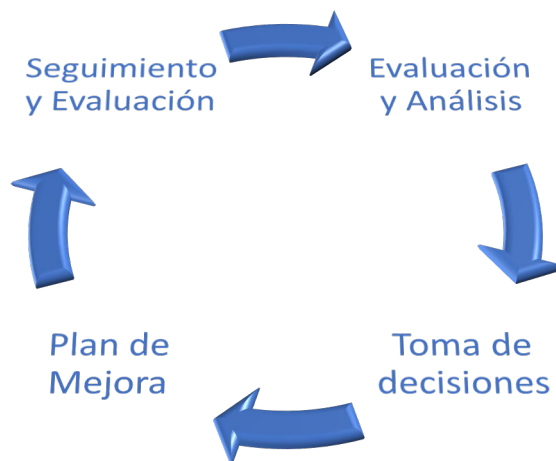 Seguimiento
y Evaluación
Evaluación
y Análisis
Plan de
Mejora
Toma de
decisiones